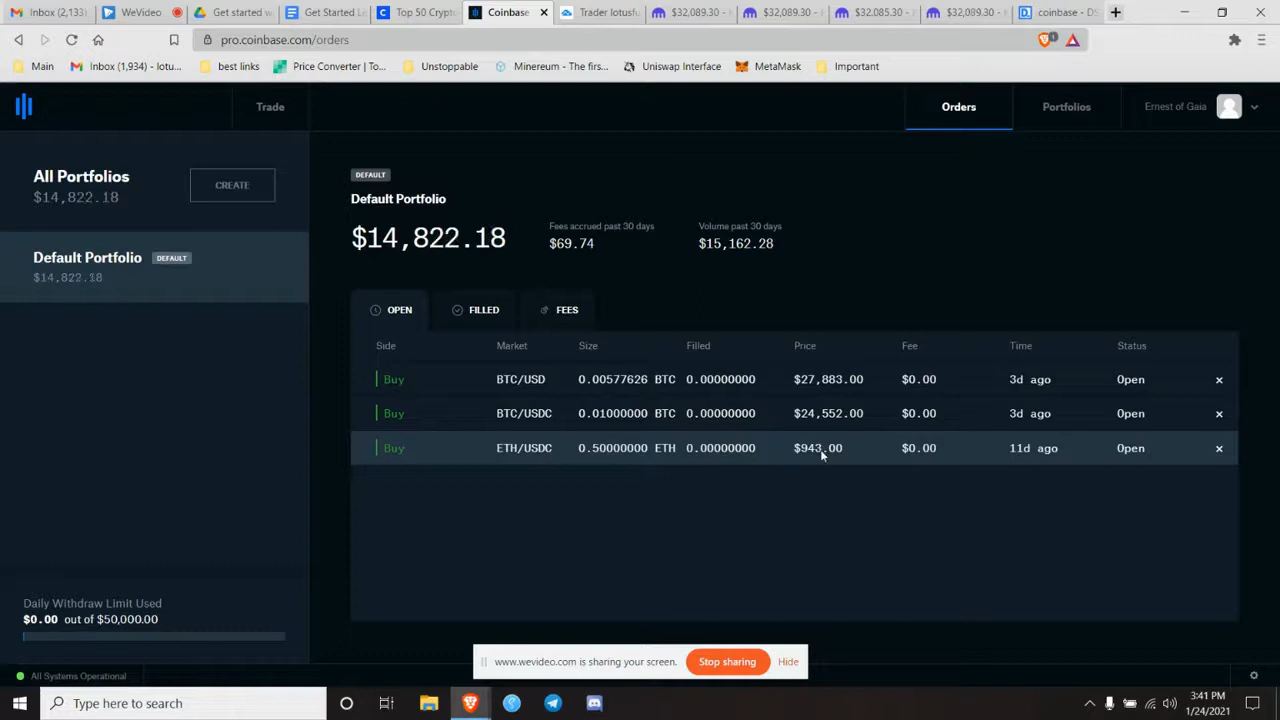 Inbox (2,133) WeVideo Get started w Get Started Le Top 50 Crypt Coinbase Trader lotusfu $32,089.30 - $32,089.30 - $32,085.30 - $32,089.30 - coinbase - DS
pro.coinbase.com/orders
Main Inbox (1,934) - lotu... best links Price Converter | To... Unstoppable Minereum - The firs... Uniswap Interface MetaMask Important
Trade Orders Portfolios Ernest of Gaia
All Portfolios
$14,822.18
CREATE
Default Portfolio DEFAULT
$14,822.18
DEFAULT
Default Portfolio
$14,822.18
Fees accrued past 30 days
$69.74
Volume past 30 days
$15,162.28
OPEN FILLED FEES
Side Market Size Filled Price Fee Time Status
Buy BTC/USD 0.00577626 BTC 0.00000000 $27,883.00 $0.00 3d ago Open ×
Buy BTC/USDC 0.01000000 BTC 0.00000000 $24,552.00 $0.00 3d ago Open ×
Buy ETH/USDC 0.50000000 ETH 0.00000000 $943.00 $0.00 11d ago Open ×
Daily Withdraw Limit Used
$0.00 out of $50,000.00
www.wevideo.com is sharing your screen. Stop sharing Hide
All Systems Operational
Type here to search
3:41 PM
1/24/2021